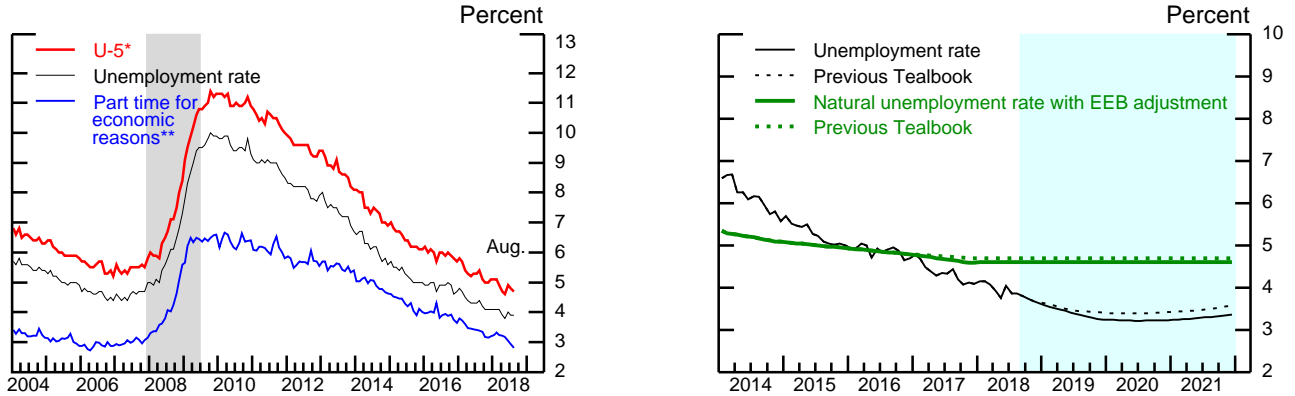 Percent
U-5*
Unemployment rate
Part time for
economic
reasons**
Aug.
13
12
11
10
9
8
7
6
5
4
3
2
2004 2006 2008 2010 2012 2014 2016 2018
Percent
Unemployment rate
Previous Tealbook
Natural unemployment rate with EEB adjustment
Previous Tealbook
10
9
8
7
6
5
4
3
2
2014 2015 2016 2017 2018 2019 2020 2021